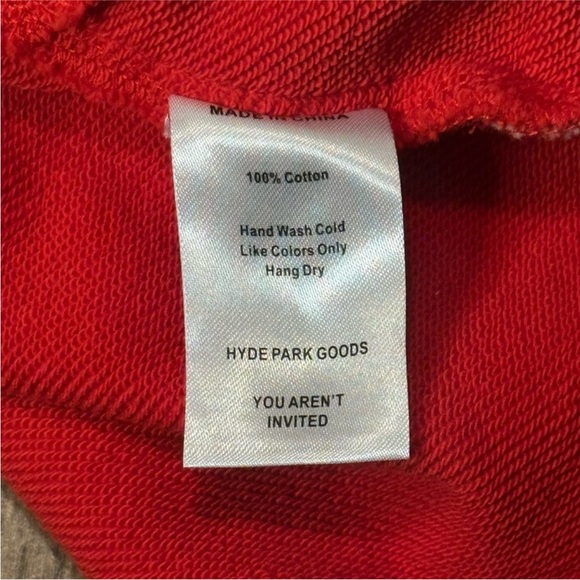 MADE IN CHINA
100% Cotton
Hand Wash Cold
Like Colors Only
Hang Dry
HYDE PARK GOODS
YOU AREN'T
INVITED